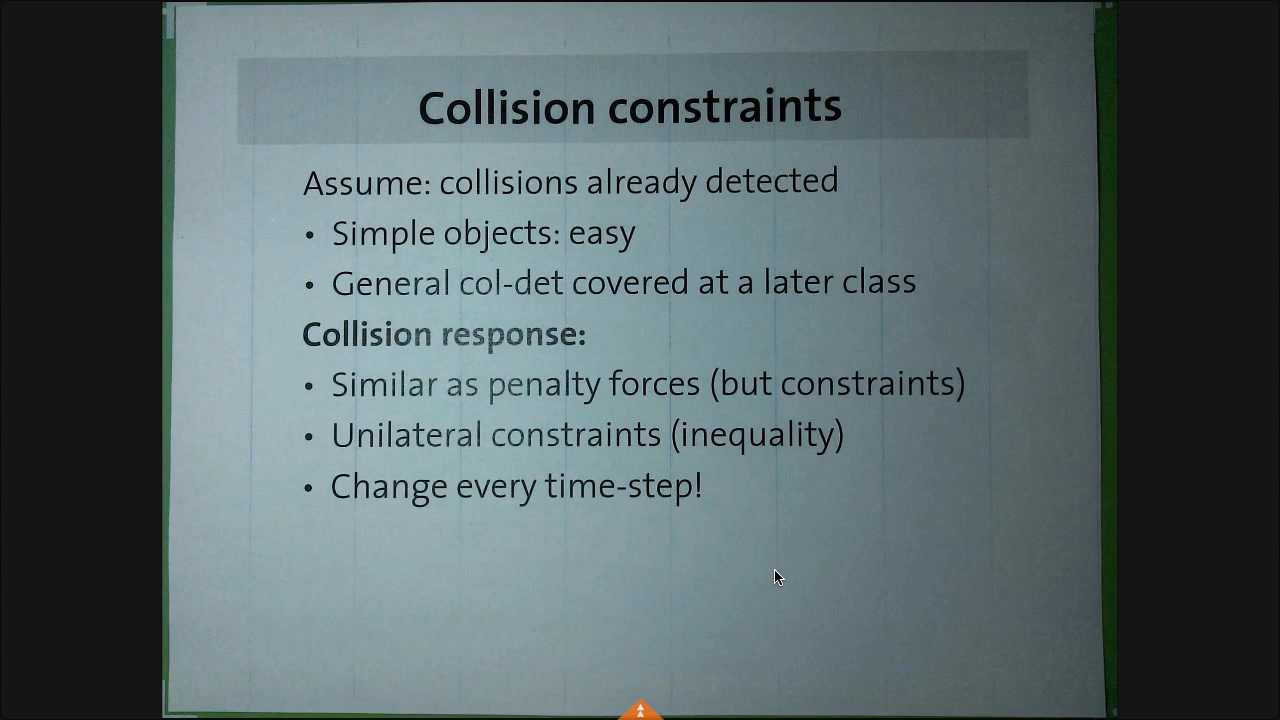 Collision constraints
Assume: collisions already detected
• Simple objects: easy
• General col-det covered at a later class
Collision response:
• Similar as penalty forces (but constraints)
• Unilateral constraints (inequality)
• Change every time-step!